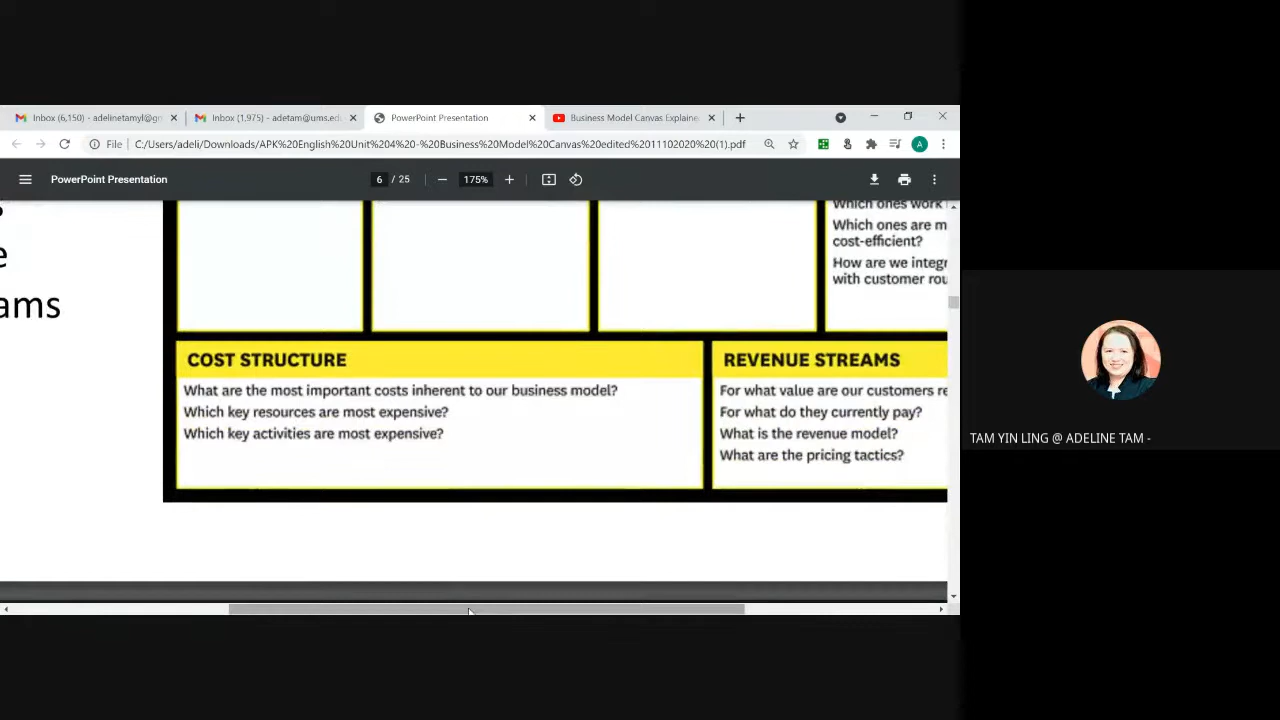 Inbox (6,150) - adelinetamyl@gm
Inbox (1,975) - adetam@ums.edu
PowerPoint Presentation
Business Model Canvas Explaine
File
C:/Users/adeli/Downloads/APK%20English%20Unit%204%20-%20Business%20Model%20Canvas%20edited%2011102020%20(1).pdf
A
PowerPoint Presentation
6 / 25
175%
e
ams
Which ones work
Which ones are m
cost-efficient?
How are we integr
with customer rou
COST STRUCTURE
What are the most important costs inherent to our business model?
Which key resources are most expensive?
Which key activities are most expensive?
REVENUE STREAMS
For what value are our customers re
For what do they currently pay?
What is the revenue model?
What are the pricing tactics?
TAM YIN LING @ ADELINE TAM -